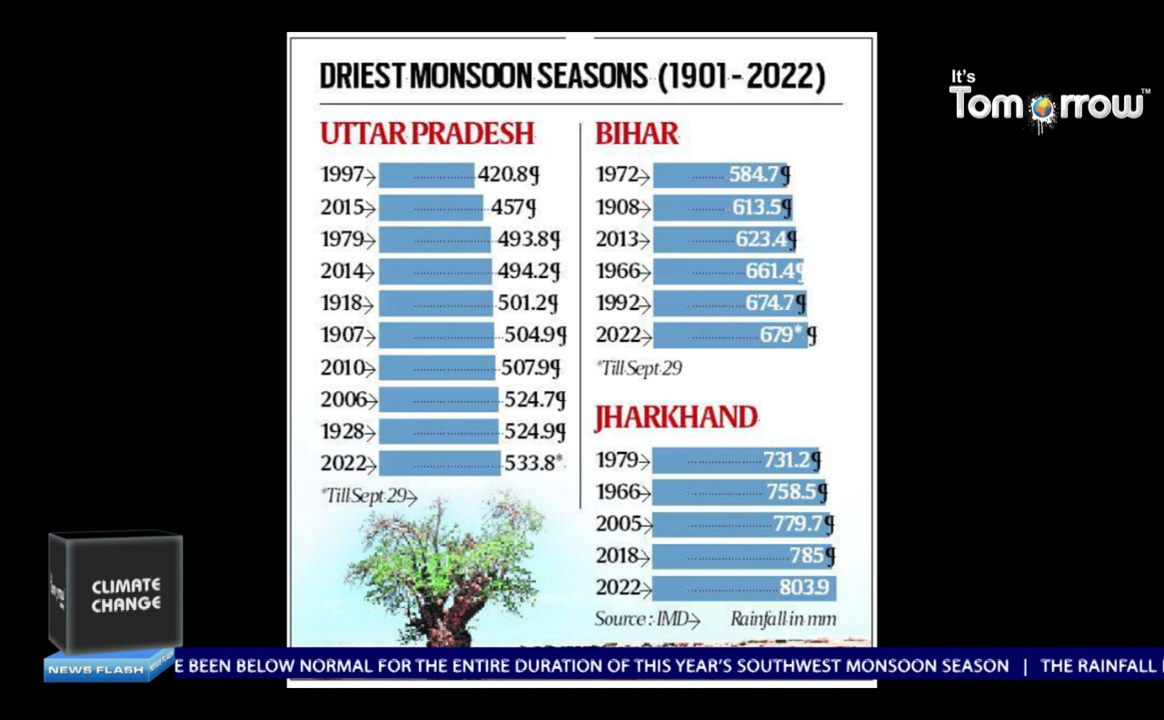 DRIEST MONSOON SEASONS (1901 - 2022)
It's
Tomorrow™
UTTAR PRADESH
1997→ 420.8¶
2015→ 457¶
1979→ 493.8¶
2014→ 494.2¶
1918→ 501.2¶
1907→ 504.9¶
2010→ 507.9¶
2006→ 524.7¶
1928→ 524.9¶
2022→ 533.8*
*Till Sept 29→
BIHAR
1972→ 584.7¶
1908→ 613.5¶
2013→ 623.4¶
1966→ 661.4¶
1992→ 674.7¶
2022→ 679* ¶
*Till Sept 29
JHARKHAND
1979→ 731.2¶
1966→ 758.5¶
2005→ 779.7¶
2018→ 785¶
2022→ 803.9
Source : IMD→ Rainfall in mm
CLIMATE
CHANGE
NEWS FLASH
E BEEN BELOW NORMAL FOR THE ENTIRE DURATION OF THIS YEAR'S SOUTHWEST MONSOON SEASON | THE RAINFALL